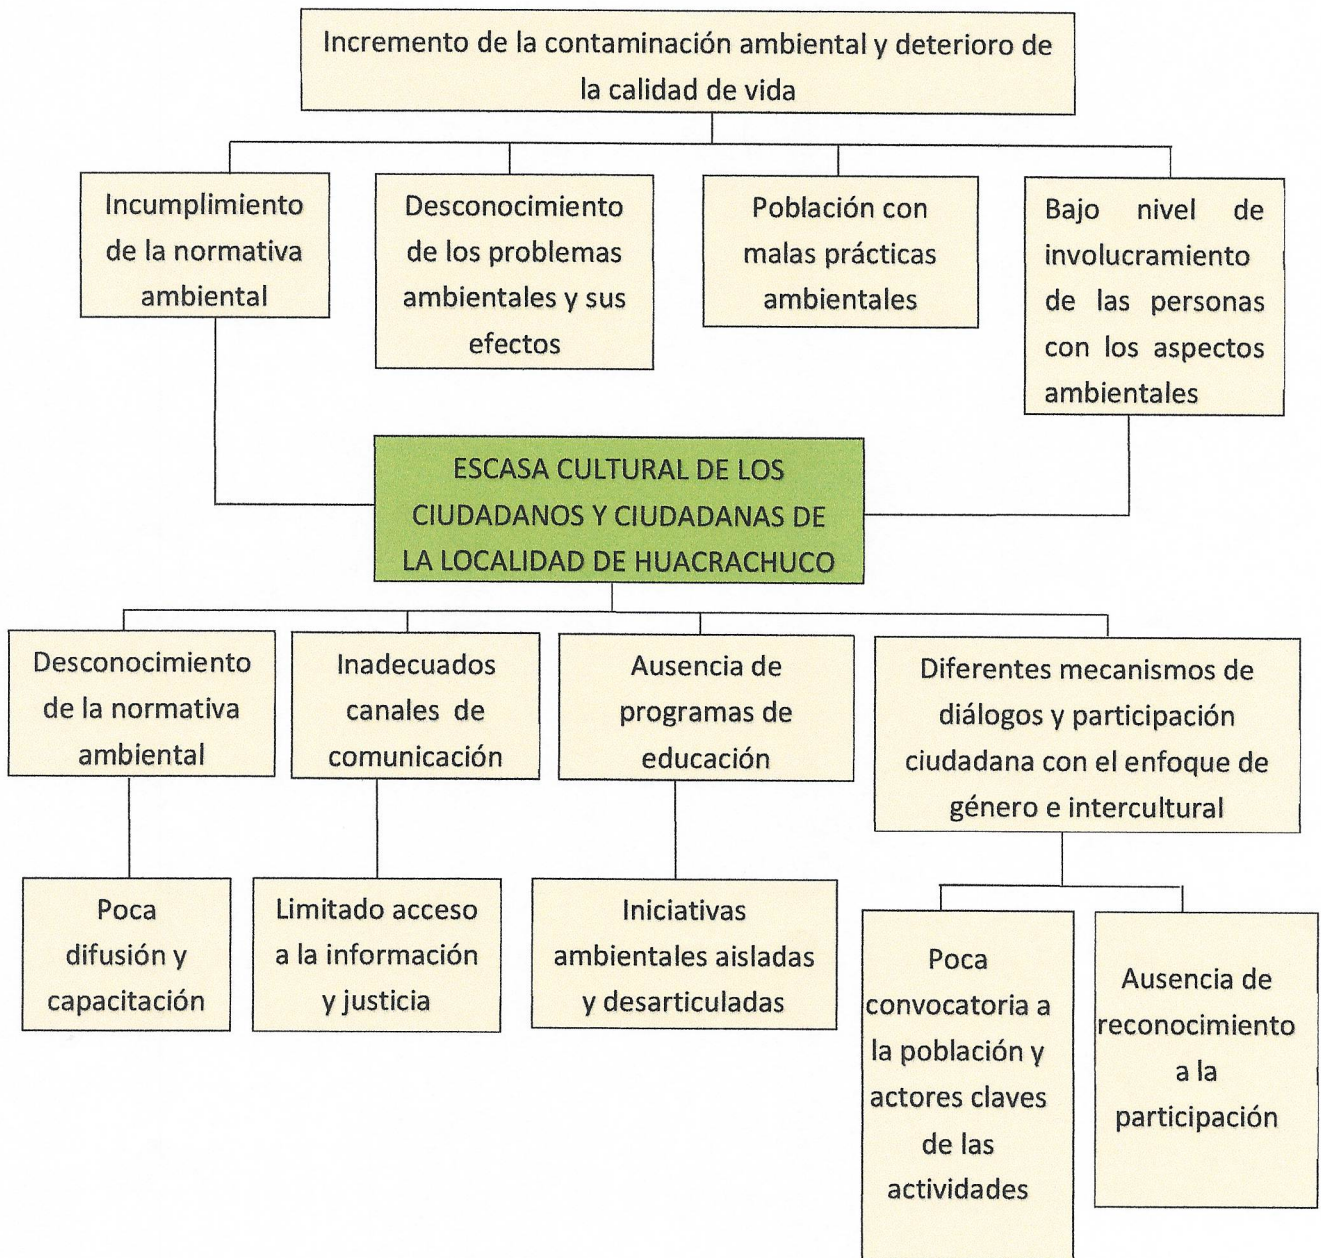 Incremento de la contaminación ambiental y deterioro de
la calidad de vida
Incumplimiento
de la normativa
ambiental
Desconocimiento
de los problemas
ambientales y sus
efectos
Población con
malas prácticas
ambientales
Bajo nivel de
involucramiento
de las personas
con los aspectos
ambientales
ESCASA CULTURAL DE LOS
CIUDADANOS Y CIUDADANAS DE
LA LOCALIDAD DE HUACRACHUCO
Desconocimiento
de la normativa
ambiental
Inadecuados
canales de
comunicación
Ausencia de
programas de
educación
Diferentes mecanismos de
diálogos y participación
ciudadana con el enfoque de
género e intercultural
Poca
difusión y
capacitación
Limitado acceso
a la información
y justicia
Iniciativas
ambientales aisladas
y desarticuladas
Poca
convocatoria a
la población y
actores claves
de las
actividades
Ausencia de
reconocimiento
a la
participación